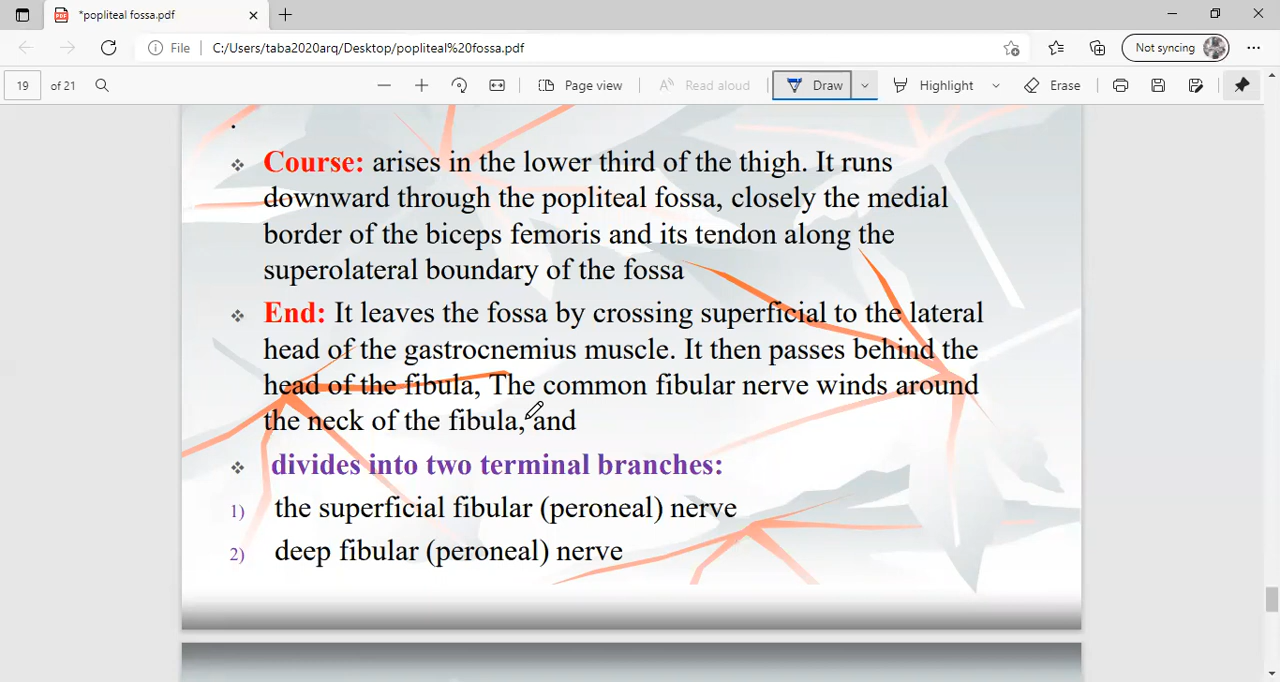 *popliteal fossa.pdf
File C:/Users/taba2020arq/Desktop/popliteal%20fossa.pdf Not syncing
19 of 21 Page view Read aloud Draw Highlight Erase
.
❖ Course: arises in the lower third of the thigh. It runs
downward through the popliteal fossa, closely the medial
border of the biceps femoris and its tendon along the
superolateral boundary of the fossa
❖ End: It leaves the fossa by crossing superficial to the lateral
head of the gastrocnemius muscle. It then passes behind the
head of the fibula, The common fibular nerve winds around
the neck of the fibula, and
❖ divides into two terminal branches:
1) the superficial fibular (peroneal) nerve
2) deep fibular (peroneal) nerve